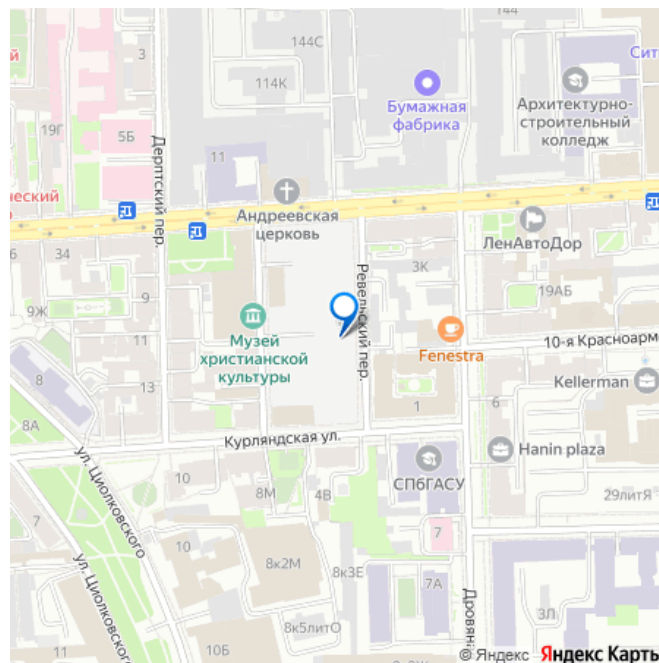 144
144С
3
114К
Сит
й
Бумажная
фабрика
Архитектурно-
строительный
колледж
19Г
5Б
11
Дерптский пер.
ический
Андреевская
церковь
ЛенАвтоДор
6
34
3К
Ревельский пер.
19АБ
9
9Ж
Музей
христианской
культуры
Fenestra
10-я Красноарм
11
8
13
Kellerman
1
8А
Курляндская ул.
Hanin plaza
ул. Циолковского
10
8М
4В
СПбГАСУ
29литЯ
7
7
10
8к2М
8к3Е
7А
ул. Циолковского
Дровян
3Л
8к5литО
11
10Б
© Яндекс Яндекс Карты